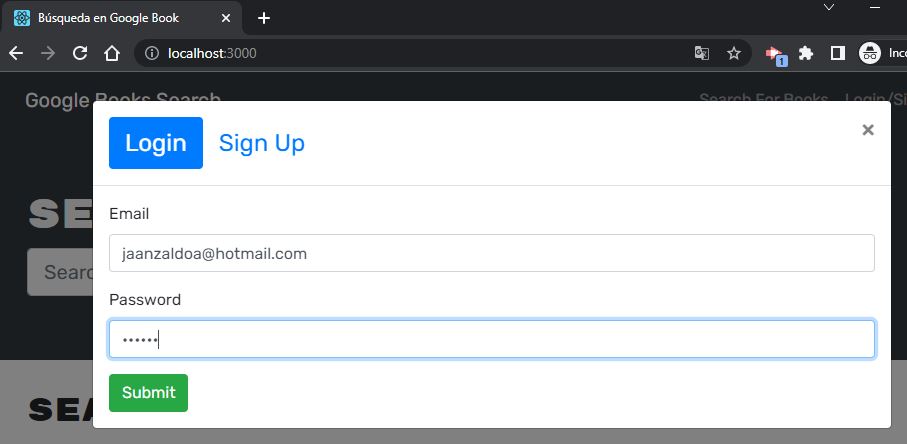 Búsqueda en Google Book
localhost:3000
1
Google Books Search
Search For Books Login/Si
Login Sign Up
×
SE
Email
jaanzaldoa@hotmail.com
Searc
Password
••••••
Submit
SEA